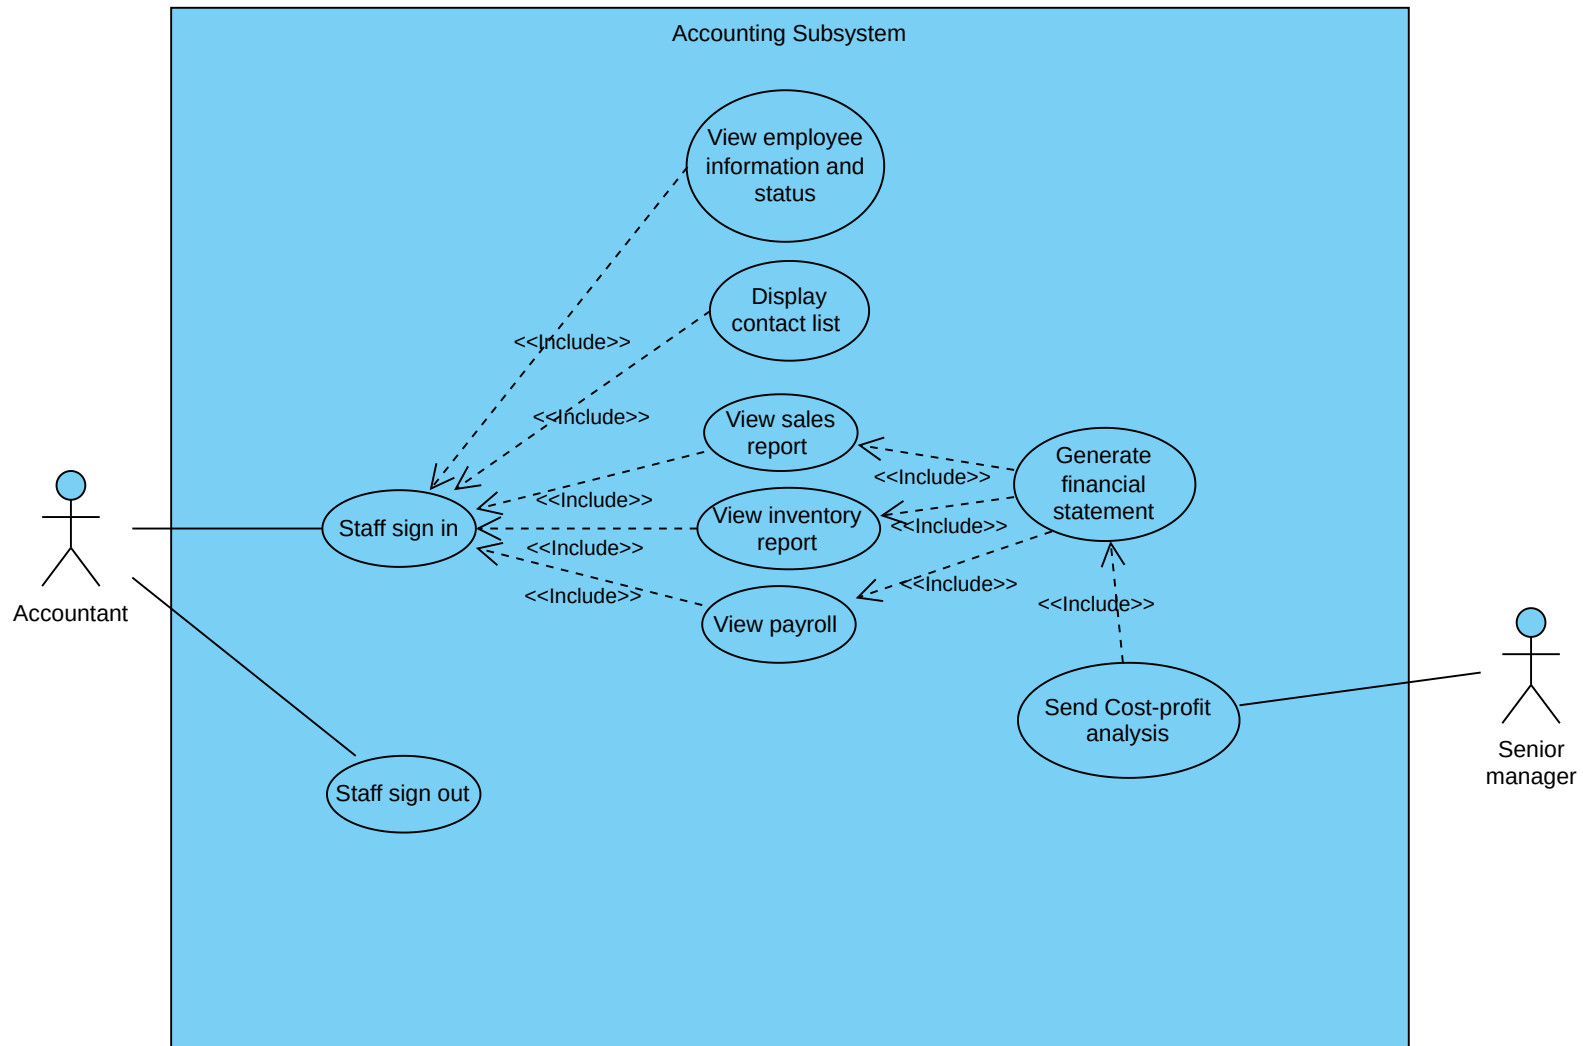 Accounting Subsystem
View employee
information and
status
Display
contact list
<<Include>>
<<Include>>
View sales
report
<<Include>>
Generate
financial
statement
<<Include>>
Staff sign in
<<Include>>
View inventory
report
<<Include>>
<<Include>>
<<Include>>
View payroll
<<Include>>
Accountant
Send Cost-profit
analysis
Senior
manager
Staff sign out